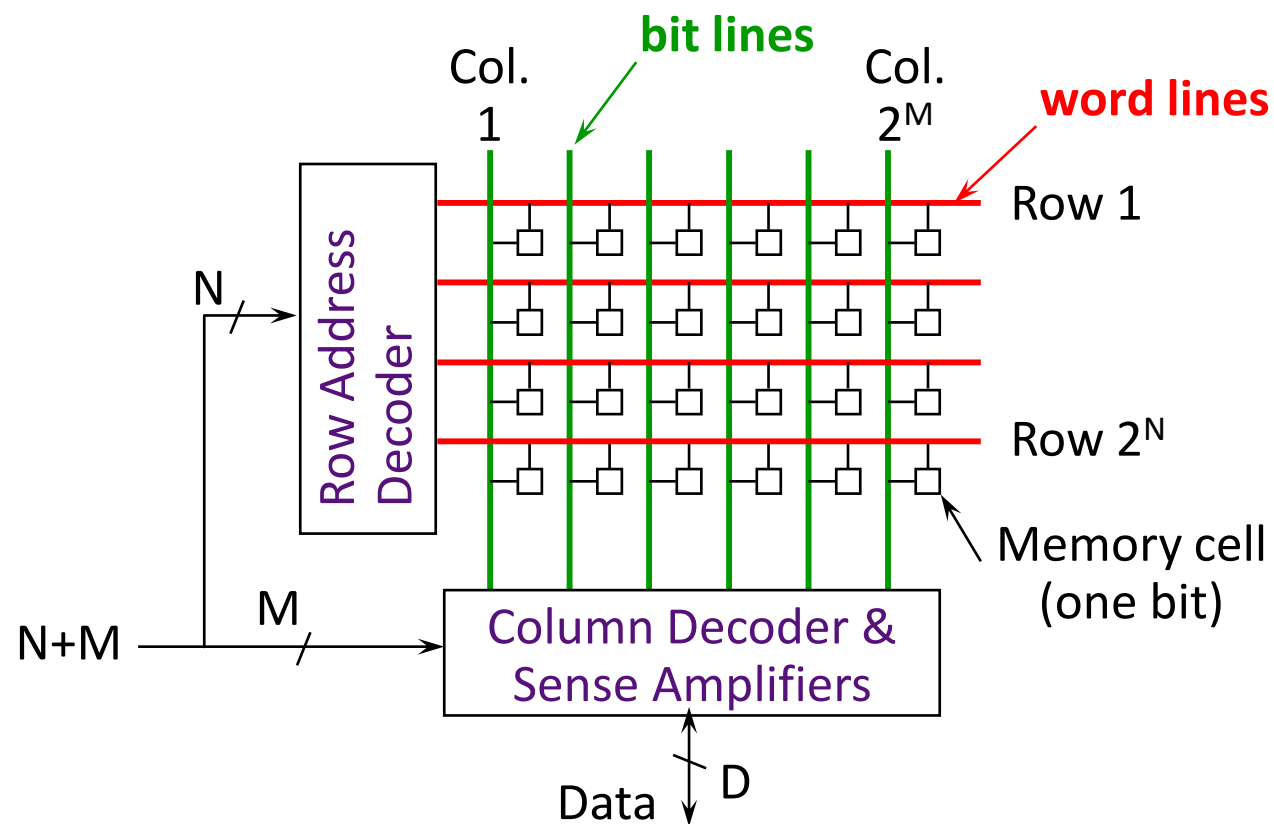 bit lines
Col.
1
Col.
2ᴹ
word lines
Row 1
N
Row Address
Decoder
Row 2ᴺ
Memory cell
(one bit)
M
N+M
Column Decoder &
Sense Amplifiers
D
Data